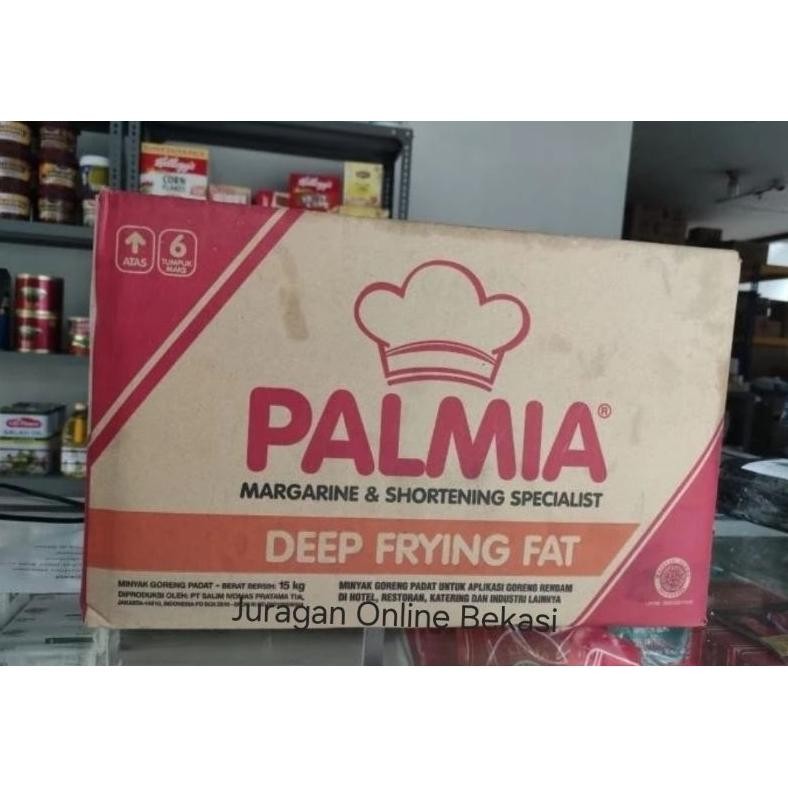 Kellogg's
CORN
FLAKES
Kellogg's
ATAS
6
TUMPUK
MAKS
PALMIA®
MARGARINE & SHORTENING SPECIALIST
DEEP FRYING FAT
MINYAK GORENG PADAT - BERAT BERSIH: 15 kg
DIPRODUKSI OLEH: PT SALIM IVOMAS PRATAMA Tbk,
MINYAK GORENG PADAT UNTUK APLIKASI GORENG RENDAM
DI HOTEL, RESTORAN, KATERING DAN INDUSTRI LAINNYA
Juragan Online Bekasi